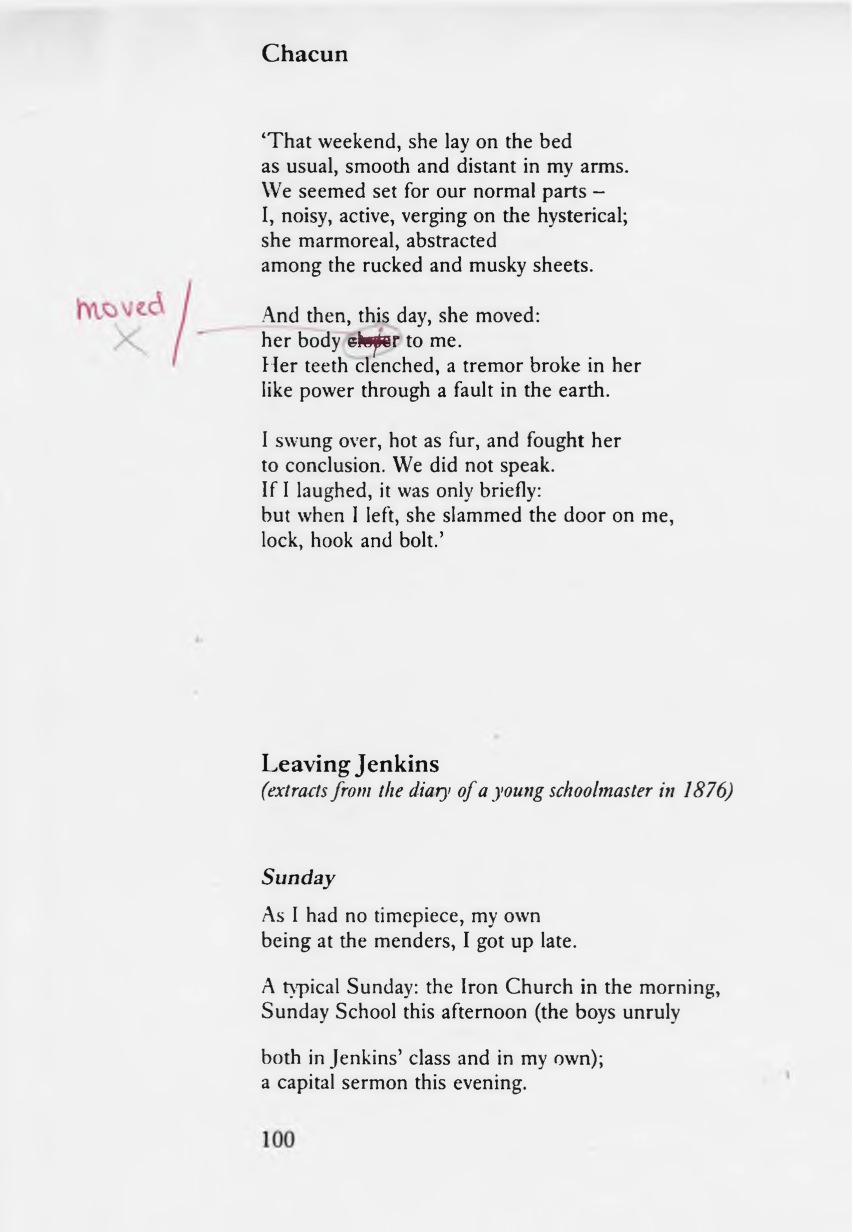 Chacun
‘That weekend, she lay on the bed
as usual, smooth and distant in my arms.
We seemed set for our normal parts –
I, noisy, active, verging on the hysterical;
she marmoreal, abstracted
among the rucked and musky sheets.
moved
And then, this day, she moved:
her body closer to me.
Her teeth clenched, a tremor broke in her
like power through a fault in the earth.
I swung over, hot as fur, and fought her
to conclusion. We did not speak.
If I laughed, it was only briefly:
but when I left, she slammed the door on me,
lock, hook and bolt.’
Leaving Jenkins
(extracts from the diary of a young schoolmaster in 1876)
Sunday
As I had no timepiece, my own
being at the menders, I got up late.
A typical Sunday: the Iron Church in the morning,
Sunday School this afternoon (the boys unruly
both in Jenkins’ class and in my own);
a capital sermon this evening.
100